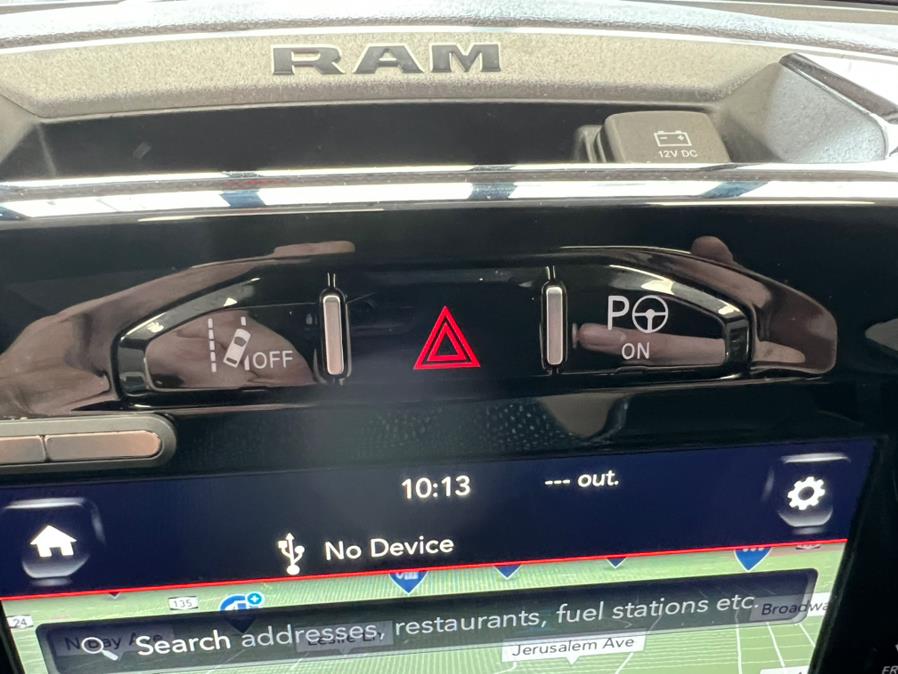 RAM
12V DC
OFF
P
ON
10:13
--- out.
No Device
135
24
Search addresses, restaurants, fuel stations etc.
Jerusalem Ave